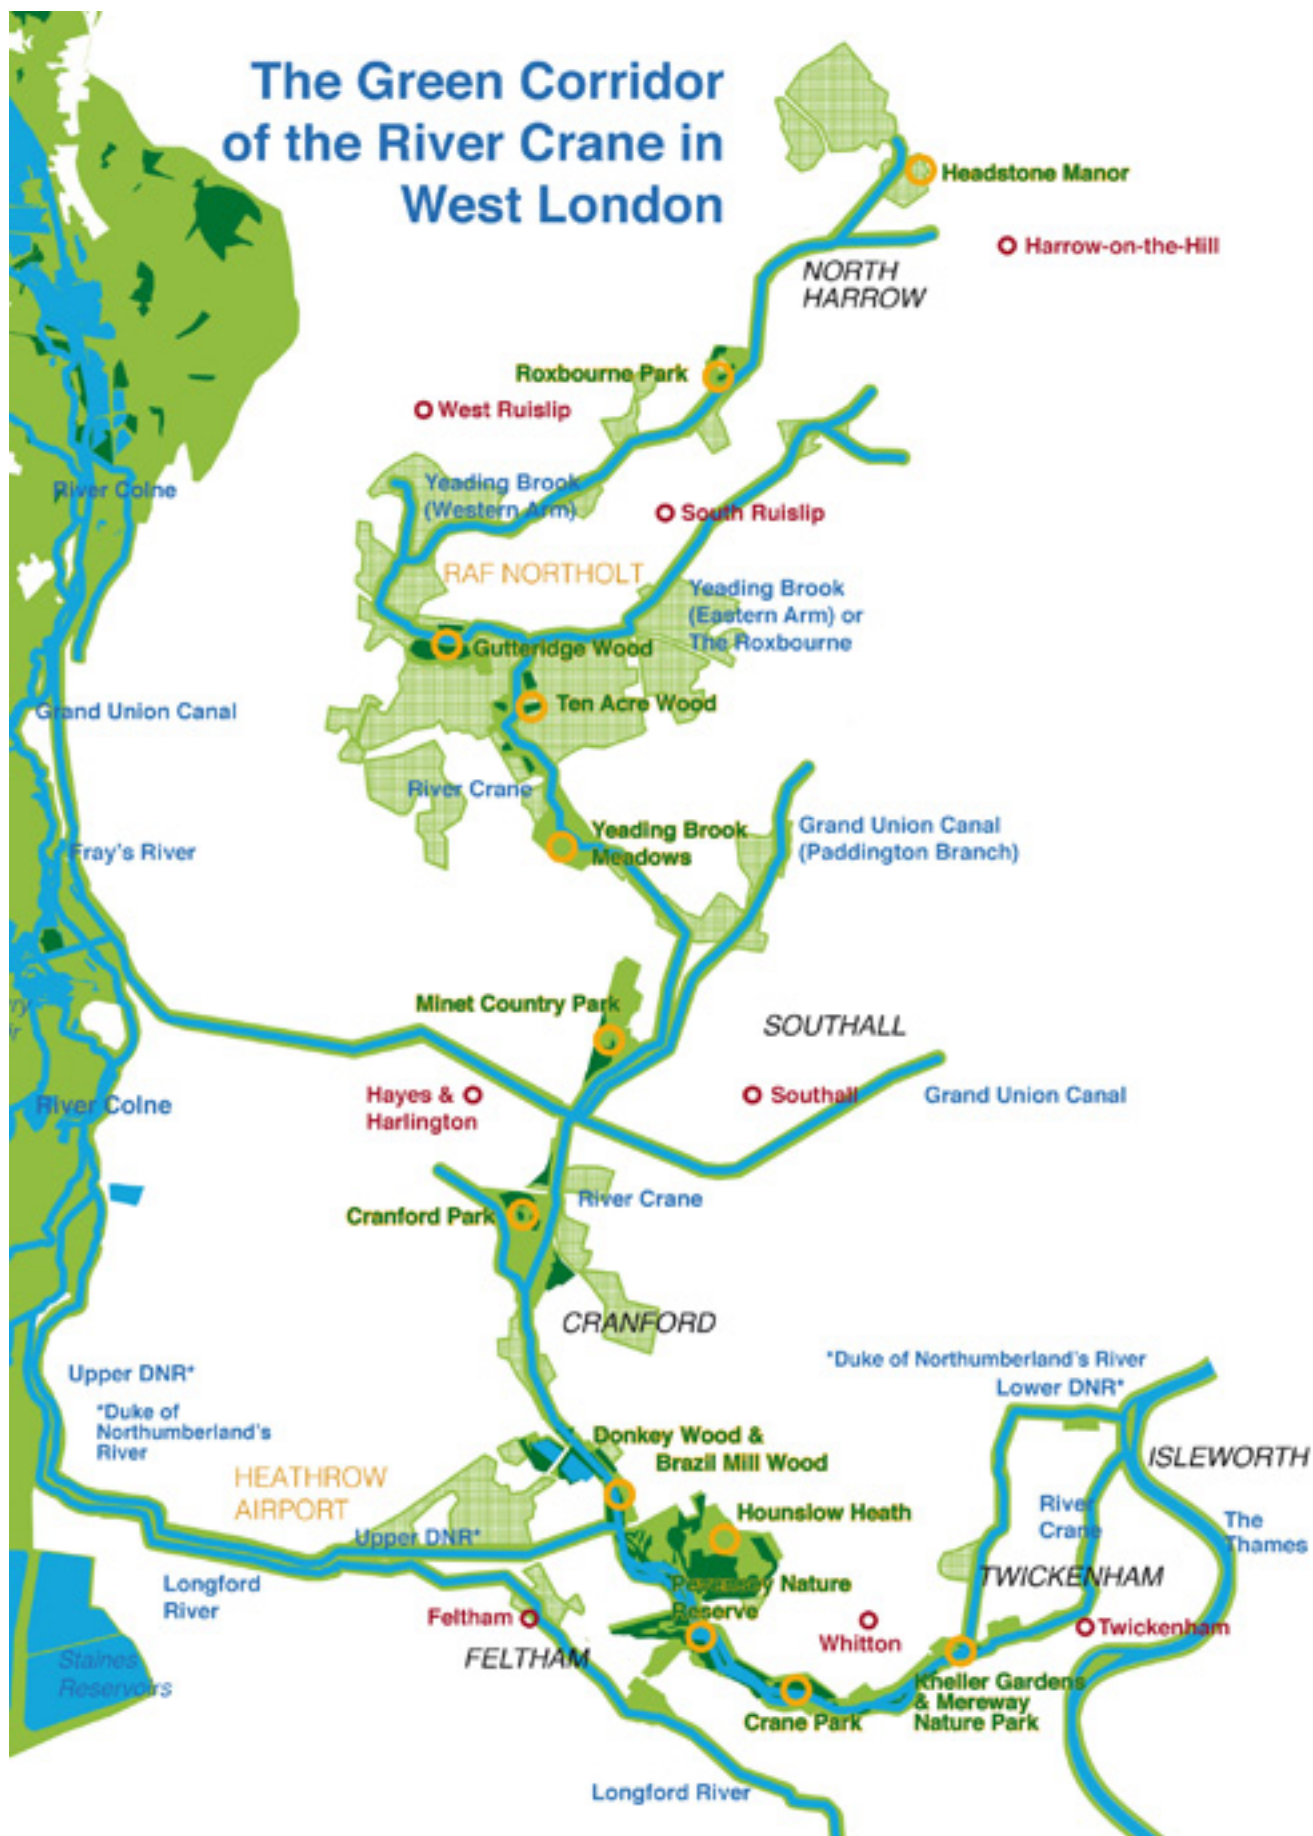 The Green Corridor
of the River Crane in
West London
Headstone Manor
Harrow-on-the-Hill
NORTH
HARROW
Roxbourne Park
West Ruislip
Yeading Brook
(Western Arm)
South Ruislip
River Colne
RAF NORTHOLT
Yeading Brook
(Eastern Arm) or
The Roxbourne
Gutteridge Wood
Ten Acre Wood
Grand Union Canal
River Crane
Yeading Brook
Meadows
Grand Union Canal
(Paddington Branch)
Fray's River
Minet Country Park
SOUTHALL
Hayes &
Harlington
Southall
Grand Union Canal
River Colne
Cranford Park
River Crane
CRANFORD
*Duke of Northumberland's River
Lower DNR*
Upper DNR*
*Duke of
Northumberland's
River
Donkey Wood &
Brazil Mill Wood
ISLEWORTH
HEATHROW
AIRPORT
Hounslow Heath
River
Crane
The
Thames
Upper DNR*
Longford
River
Nature
Reserve
TWICKENHAM
Feltham
Whitton
Twickenham
FELTHAM
Staines
Reservoirs
Kneller Gardens
& Mereway
Nature Park
Crane Park
Longford River